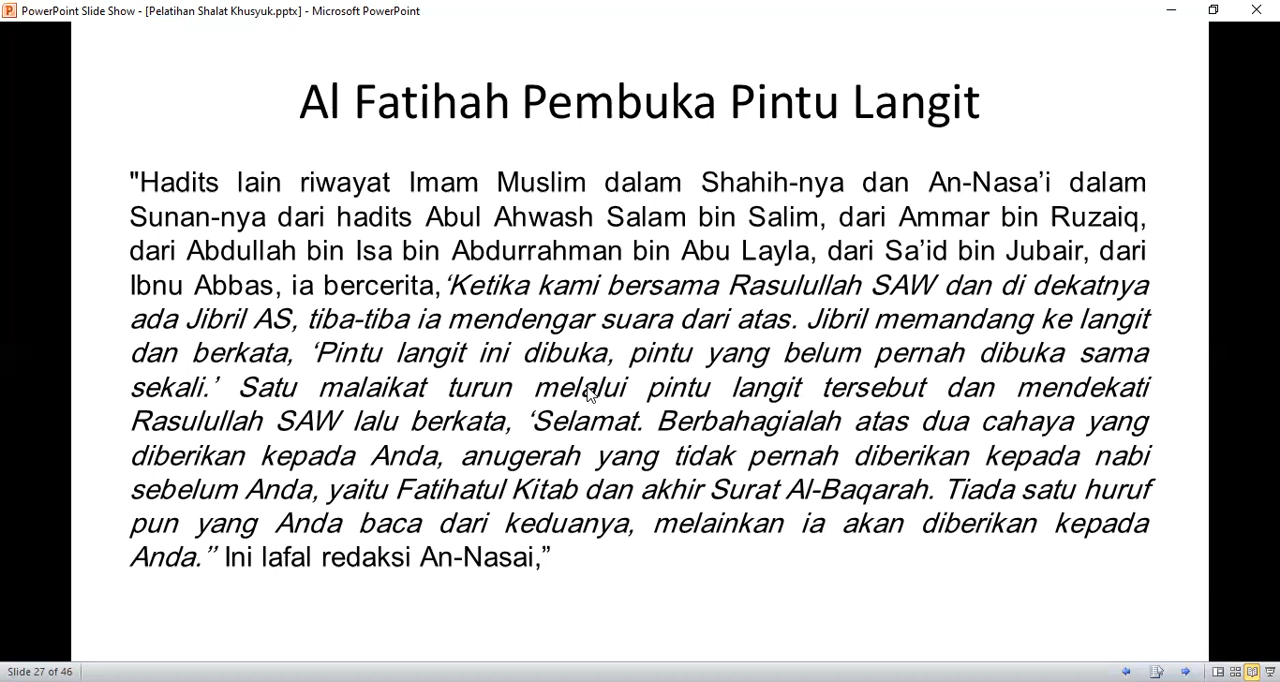 PowerPoint Slide Show - [Pelatihan Shalat Khusyuk.pptx] - Microsoft PowerPoint
Al Fatihah Pembuka Pintu Langit
"Hadits lain riwayat Imam Muslim dalam Shahih-nya dan An-Nasa’i dalam
Sunan-nya dari hadits Abul Ahwash Salam bin Salim, dari Ammar bin Ruzaiq,
dari Abdullah bin Isa bin Abdurrahman bin Abu Layla, dari Sa’id bin Jubair, dari
Ibnu Abbas, ia bercerita, ‘Ketika kami bersama Rasulullah SAW dan di dekatnya
ada Jibril AS, tiba-tiba ia mendengar suara dari atas. Jibril memandang ke langit
dan berkata, ‘Pintu langit ini dibuka, pintu yang belum pernah dibuka sama
sekali.’ Satu malaikat turun melalui pintu langit tersebut dan mendekati
Rasulullah SAW lalu berkata, ‘Selamat. Berbahagialah atas dua cahaya yang
diberikan kepada Anda, anugerah yang tidak pernah diberikan kepada nabi
sebelum Anda, yaitu Fatihatul Kitab dan akhir Surat Al-Baqarah. Tiada satu huruf
pun yang Anda baca dari keduanya, melainkan ia akan diberikan kepada
Anda.’’ Ini lafal redaksi An-Nasai,”
Slide 27 of 46